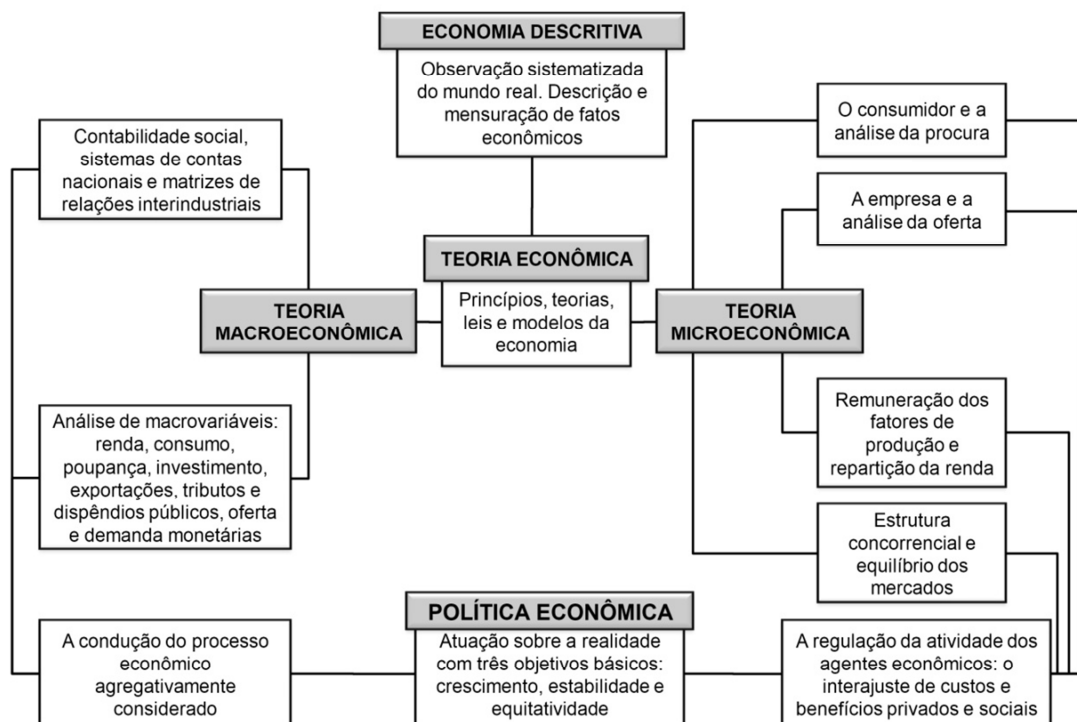 ECONOMIA DESCRITIVA
Observação sistematizada
do mundo real. Descrição e
mensuração de fatos
econômicos
Contabilidade social,
sistemas de contas
nacionais e matrizes de
relações interindustriais
O consumidor e a
análise da procura
A empresa e a
análise da oferta
TEORIA ECONÔMICA
Princípios, teorias,
leis e modelos da
economia
TEORIA
MACROECONÔMICA
TEORIA
MICROECONÔMICA
Análise de macrovariáveis:
renda, consumo,
poupança, investimento,
exportações, tributos e
dispêndios públicos, oferta
e demanda monetárias
Remuneração dos
fatores de
produção e
repartição da renda
Estrutura
concorrencial e
equilíbrio dos
mercados
POLÍTICA ECONÔMICA
Atuação sobre a realidade
com três objetivos básicos:
crescimento, estabilidade e
equitatividade
A condução do processo
econômico
agregativamente
considerado
A regulação da atividade dos
agentes econômicos: o
interajuste de custos e
benefícios privados e sociais